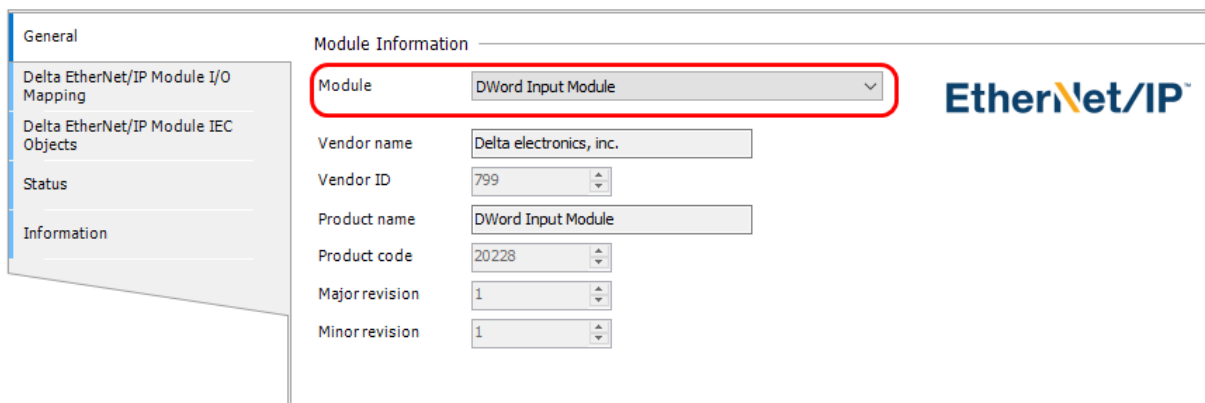 General
Delta EtherNet/IP Module I/O
Mapping
Delta EtherNet/IP Module IEC
Objects
Status
Information
Module Information
Module DWord Input Module
EtherNet/IP™
Vendor name Delta electronics, inc.
Vendor ID 799
Product name DWord Input Module
Product code 20228
Major revision 1
Minor revision 1